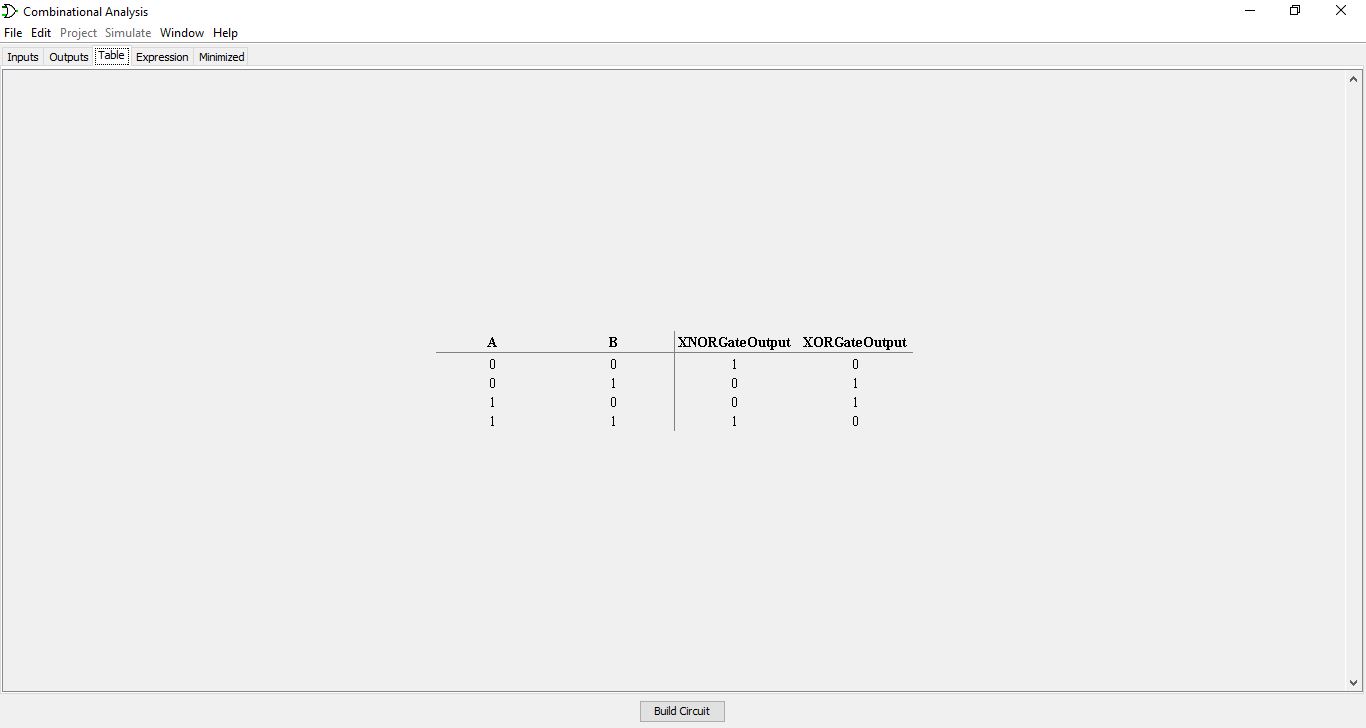 Combinational Analysis
File Edit Project Simulate Window Help
Inputs Outputs Table Expression Minimized
A B XNORGateOutput XORGateOutput
0 0 1 0
0 1 0 1
1 0 0 1
1 1 1 0
Build Circuit